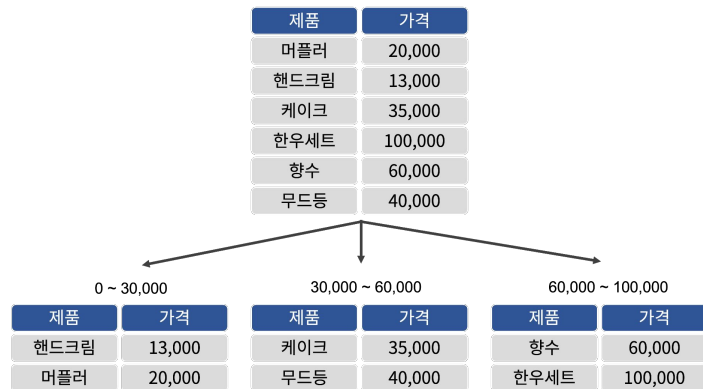 제품 가격
머플러 20,000
핸드크림 13,000
케이크 35,000
한우세트 100,000
향수 60,000
무드등 40,000
0 ~ 30,000 30,000 ~ 60,000 60,000 ~ 100,000
제품 가격 제품 가격 제품 가격
핸드크림 13,000 케이크 35,000 향수 60,000
머플러 20,000 무드등 40,000 한우세트 100,000